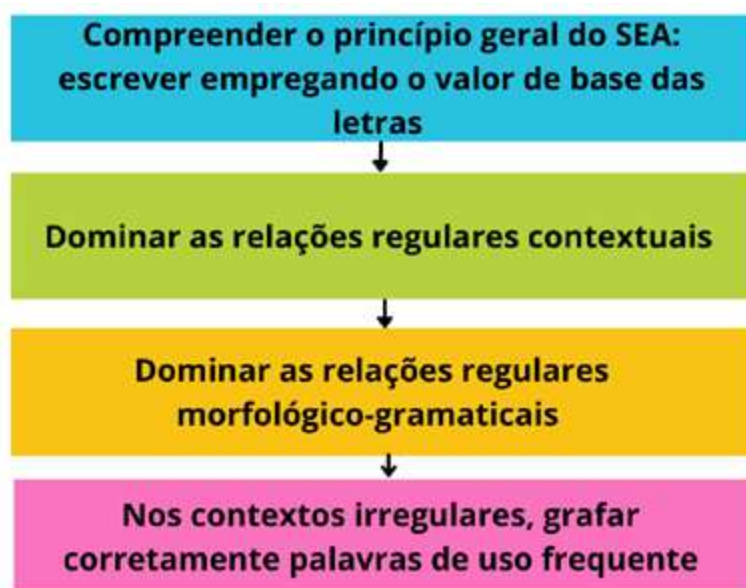 Compreender o princípio geral do SEA:
escrever empregando o valor de base das
letras
Dominar as relações regulares contextuais
Dominar as relações regulares
morfológico-gramaticais
Nos contextos irregulares, grafar
corretamente palavras de uso frequente